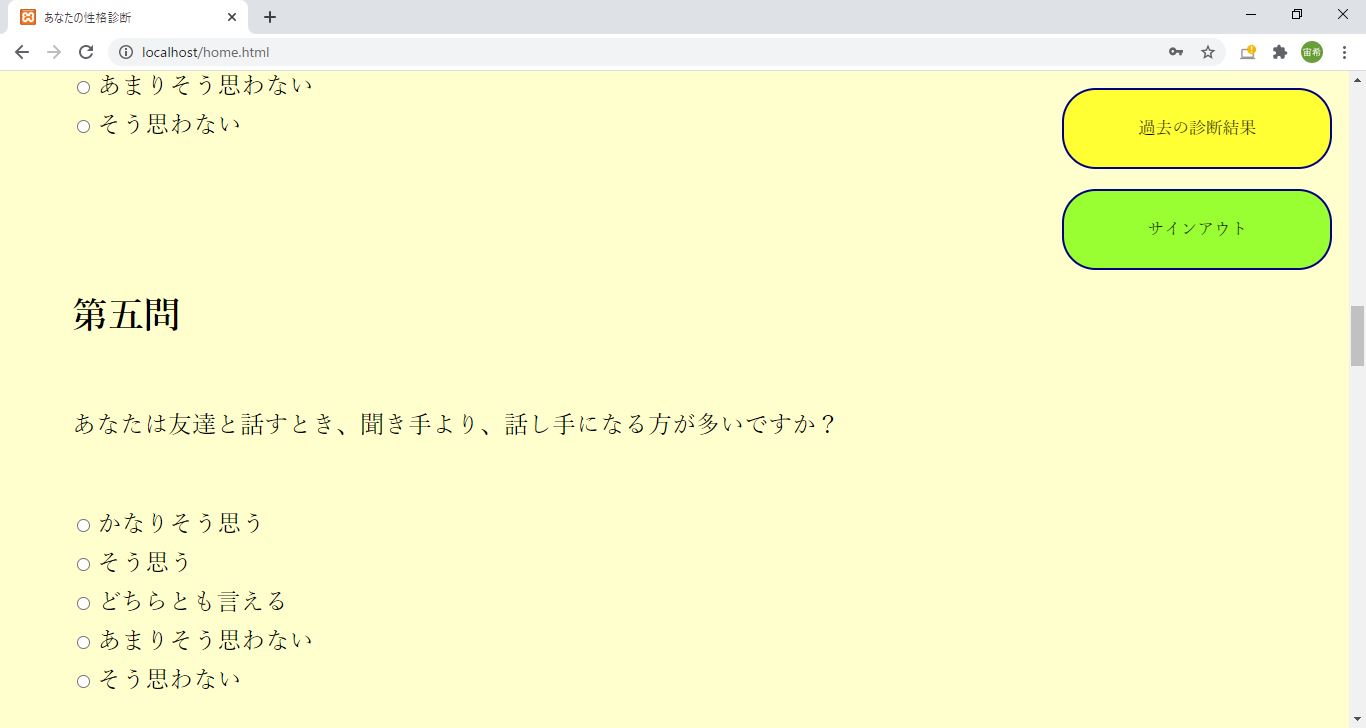 あなたの性格診断
localhost/home.html
宙希
あまりそう思わない
そう思わない
過去の診断結果
サインアウト
第五問
あなたは友達と話すとき、聞き手より、話し手になる方が多いですか？
かなりそう思う
そう思う
どちらとも言える
あまりそう思わない
そう思わない